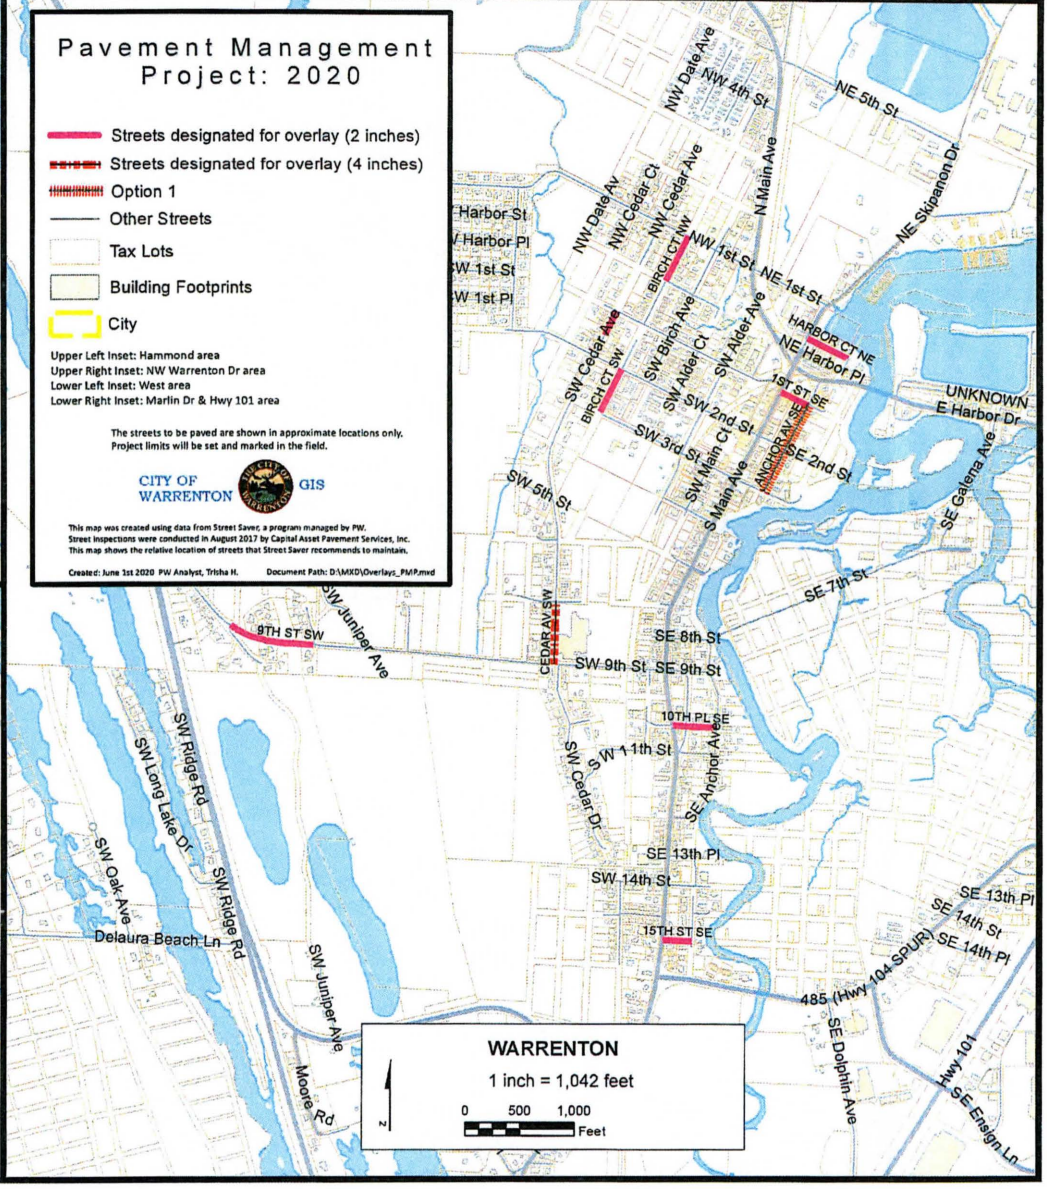 Pavement Management
Project: 2020
Streets designated for overlay (2 inches)
Streets designated for overlay (4 inches)
Option 1
Other Streets
Tax Lots
Building Footprints
City
Upper Left Inset: Hammond area
Upper Right Inset: NW Warrenton Dr area
Lower Left Inset: West area
Lower Right Inset: Marlin Dr & Hwy 101 area
The streets to be paved are shown in approximate locations only.
Project limits will be set and marked in the field.
CITY OF
WARRENTON
THE CITY OF
WARRENTON
GIS
This map was created using data from Street Saver, a program managed by PW.
Street inspections were conducted in August 2017 by Capital Asset Pavement Services, Inc.
This map shows the relative location of streets that Street Saver recommends to maintain.
Created: June 1st 2020 PW Analyst, Trisha H.
Document Path: D:\MXD\Overlays_PMP.mxd
NW Date Ave
NW 4th St
NE 5th St
N Main Ave
NE Skipanon Dr
NW Date Av
NW Cedar Ct
NW Cedar Ave
Harbor St
Harbor Pl
W 1st St
W 1st Pl
BIRCH CT NW
NW 1st St
NE 1st St
HARBOR CT NE
NE Harbor Pl
SW Cedar Ave
SW Birch Ave
SW Alder Ct
SW Alder Ave
BIRCH CT SW
1ST ST SE
UNKNOWN
E Harbor Dr
SW 2nd St
SW 3rd St
SW Main Ct
S Main Ave
ANCHOR AV SE
SE 2nd St
SE Galena Ave
SW 5th St
SE 7th St
SW Juniper Ave
9TH ST SW
CEDAR AV SW
SE 8th St
SW 9th St
SE 9th St
10TH PL SE
SW 11th St
SE Anchor Ave
SW Cedar Dr
SW Ridge Rd
SW Long Lake Dr
SW Oak Ave
SW Ridge Rd
Delaura Beach Ln
SW Juniper Ave
SE 13th Pl
SW 14th St
15TH ST SE
SE 13th Pl
SE 14th St
SE 14th Pl
485 (Hwy 104 SPUR)
SE Dolphin Ave
Hwy 101
SE Ensign Ln
Moore Rd
WARRENTON
1 inch = 1,042 feet
0 500 1,000
Feet
N